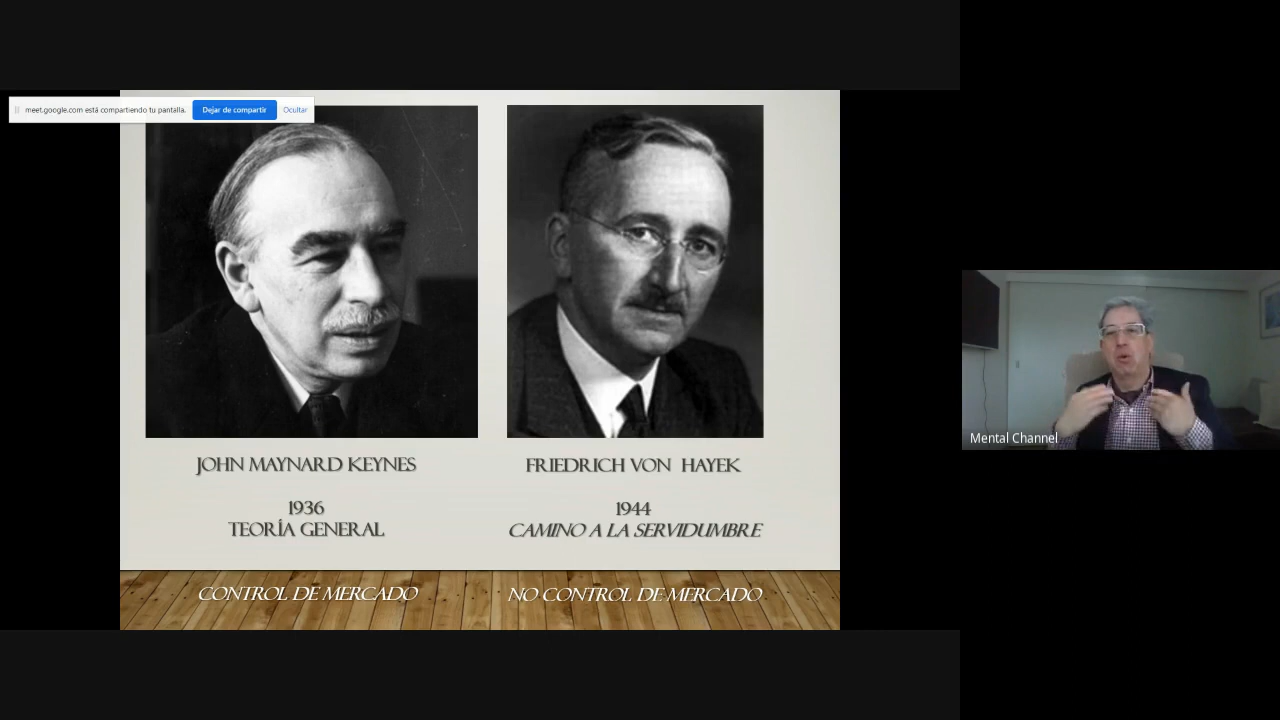 meet.google.com está compartiendo tu pantalla.
Dejar de compartir
Ocultar
JOHN MAYNARD KEYNES
1936
TEORÍA GENERAL
CONTROL DE MERCADO
FRIEDRICH VON HAYEK
1944
CAMINO A LA SERVIDUMBRE
NO CONTROL DE MERCADO
Mental Channel